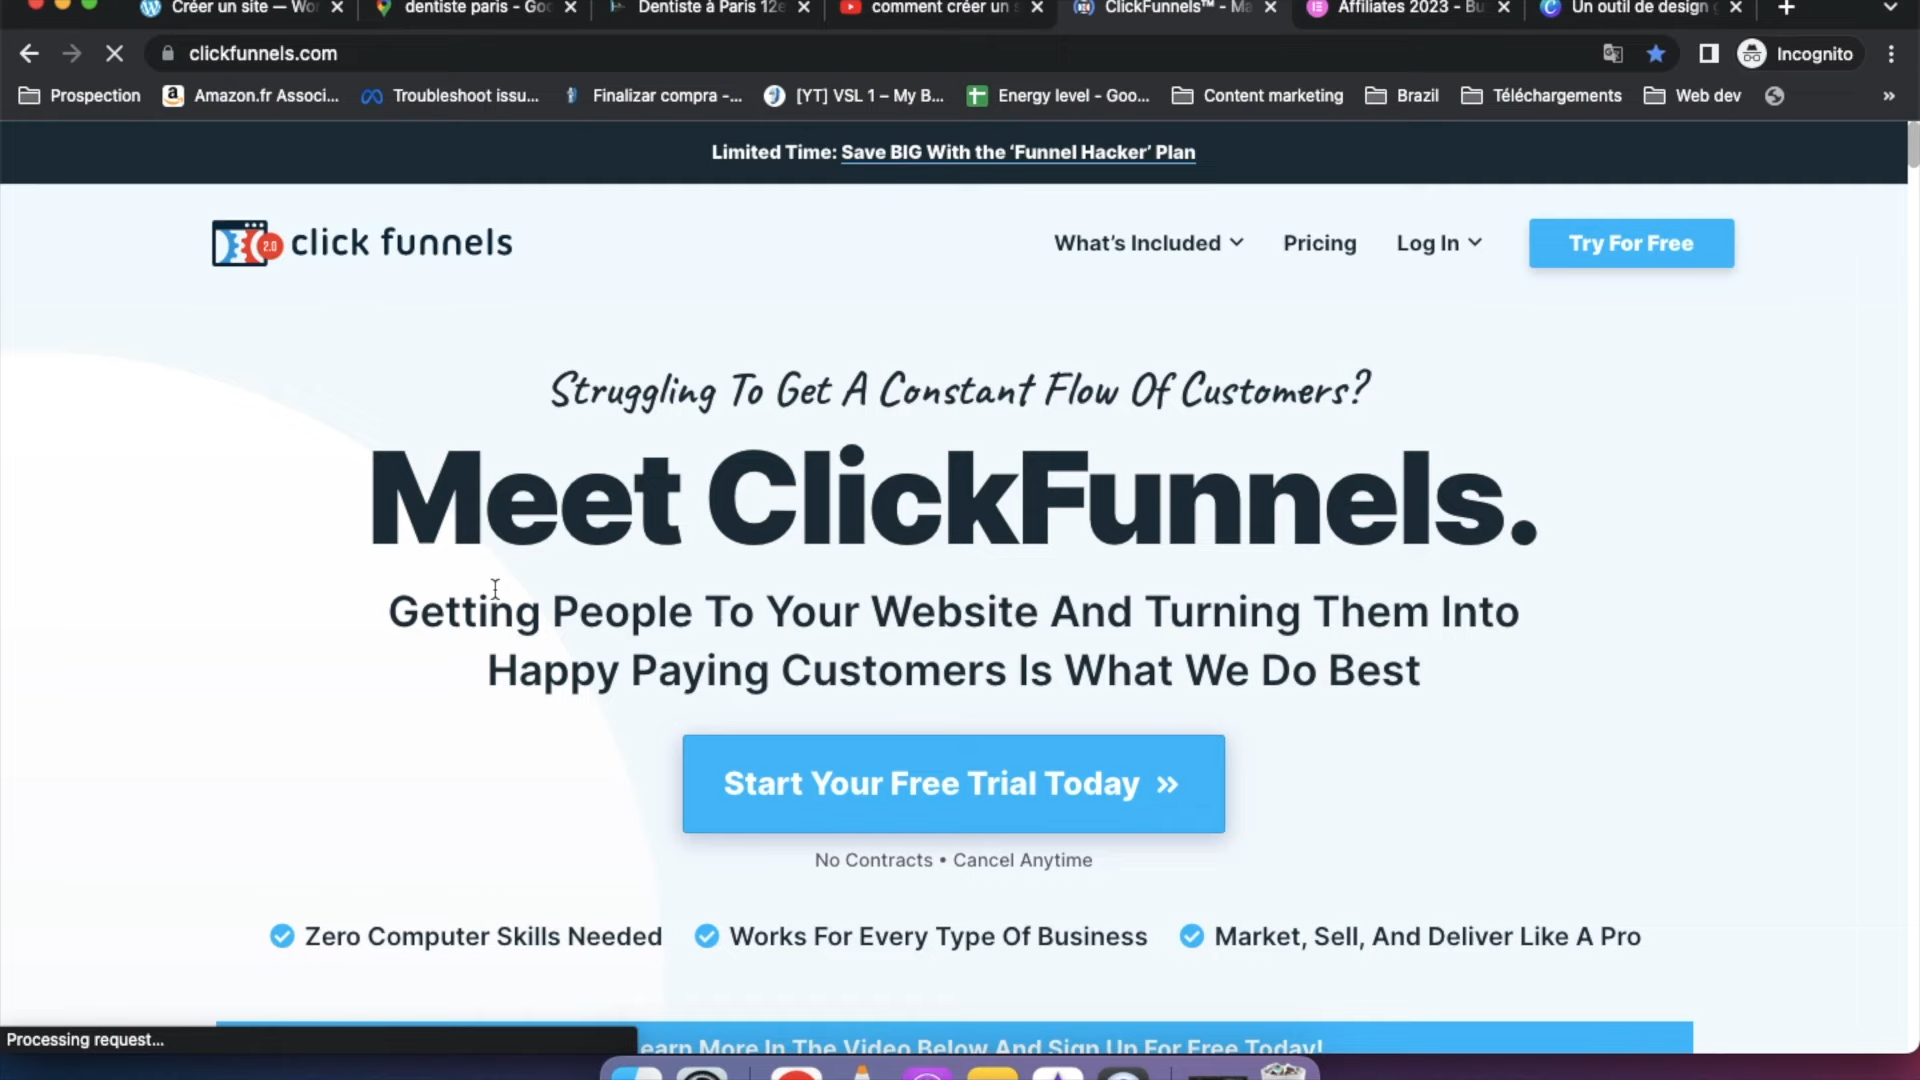 Créer un site — Wo
dentiste paris - Goo
Dentiste à Paris 12e
comment créer un s
ClickFunnels™ - Ma
Affiliates 2023 - Bu
Un outil de design g
clickfunnels.com
Incognito
Prospection
Amazon.fr Associ...
Troubleshoot issu...
Finalizar compra -...
[YT] VSL 1 – My B...
Energy level - Goo...
Content marketing
Brazil
Téléchargements
Web dev
Limited Time: Save BIG With the ‘Funnel Hacker’ Plan
2.0 click funnels
What's Included
Pricing
Log In
Try For Free
Struggling To Get A Constant Flow Of Customers?
Meet ClickFunnels.
Getting People To Your Website And Turning Them Into
Happy Paying Customers Is What We Do Best
Start Your Free Trial Today »
No Contracts • Cancel Anytime
Zero Computer Skills Needed
Works For Every Type Of Business
Market, Sell, And Deliver Like A Pro
Processing request...
earn More In The Video Below And Sign Up For Free Today!